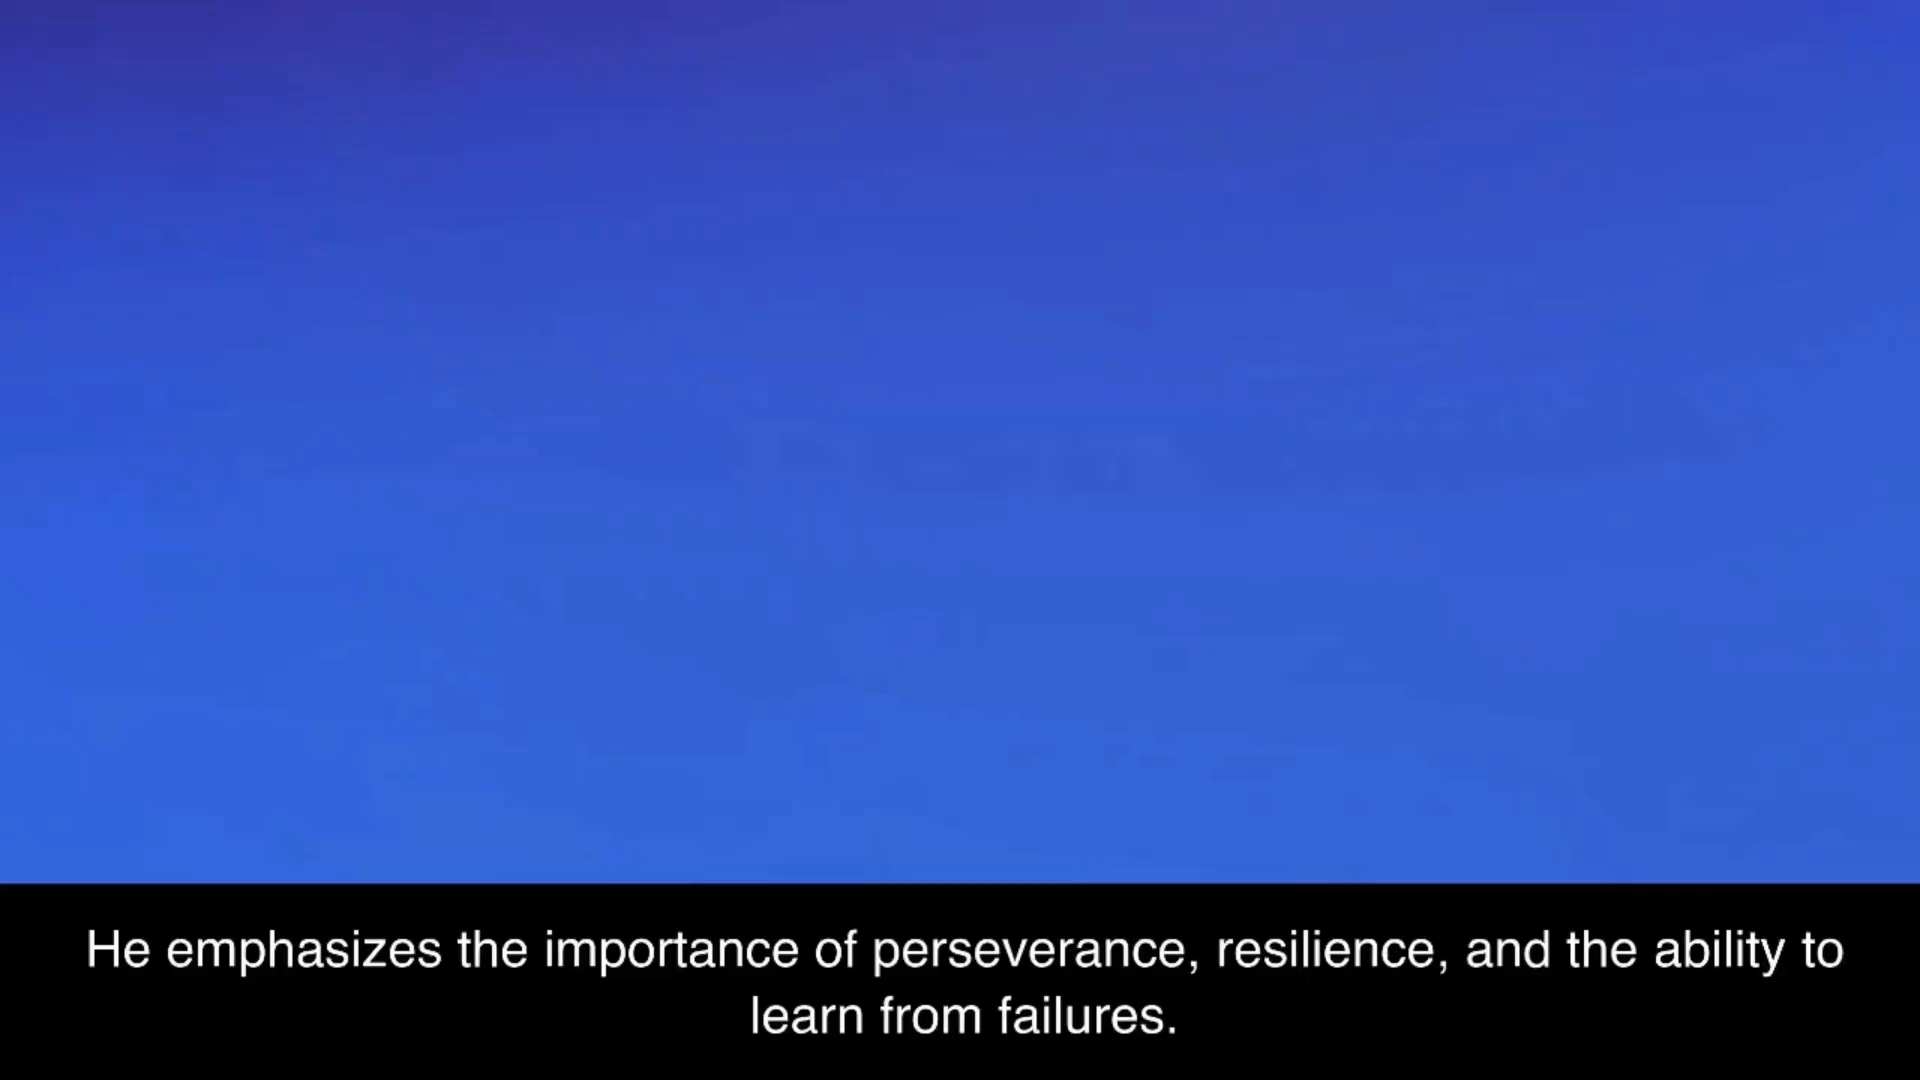 He emphasizes the importance of perseverance, resilience, and the ability to
learn from failures.